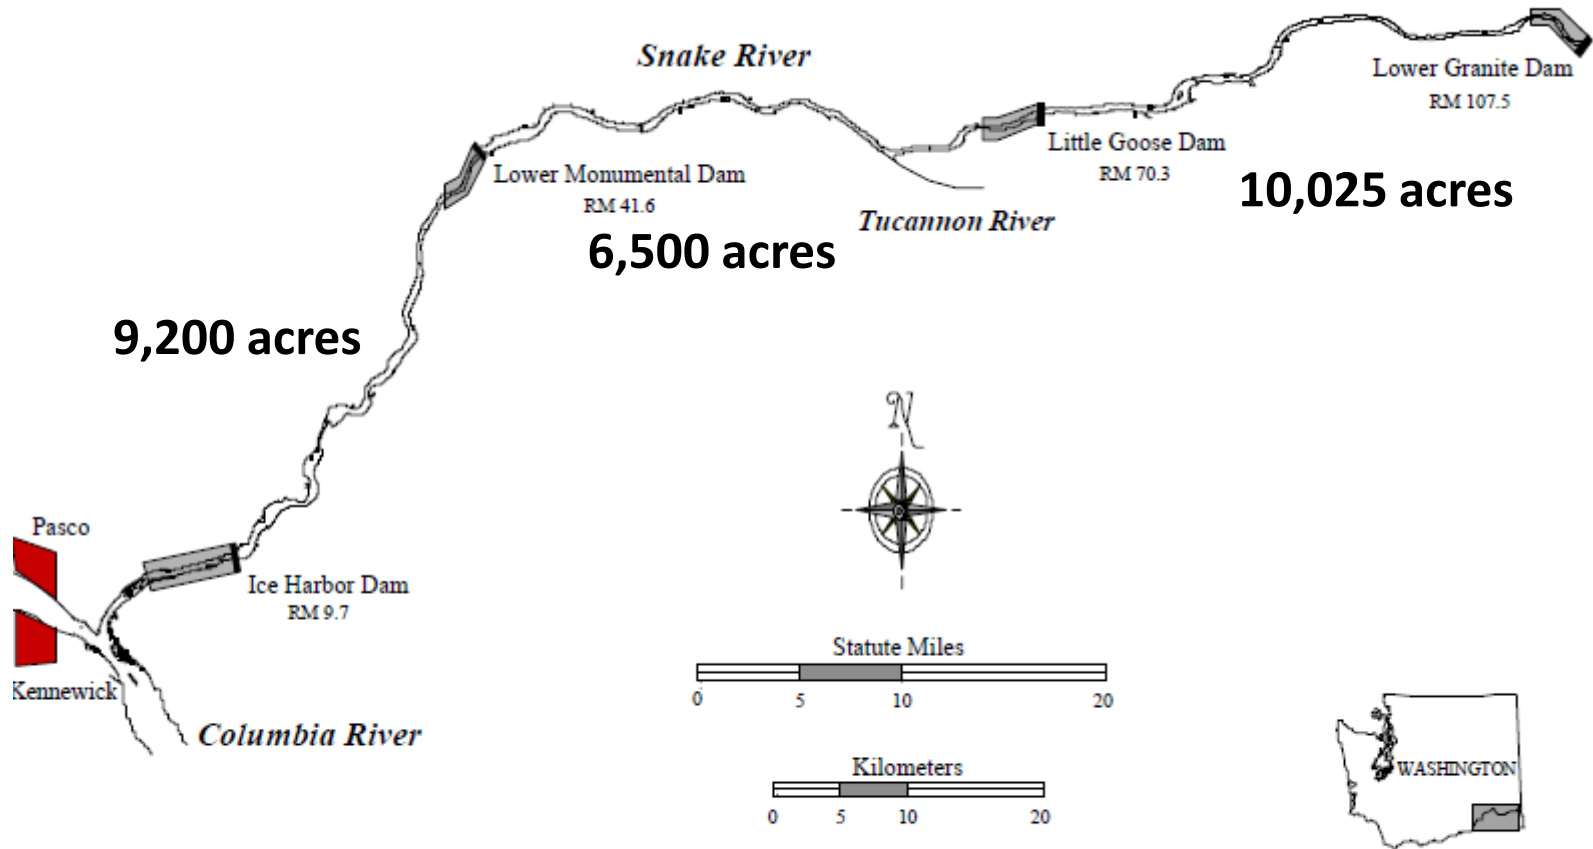 Snake River
Lower Granite Dam
RM 107.5
Little Goose Dam
RM 70.3
10,025 acres
Lower Monumental Dam
RM 41.6
Tucannon River
6,500 acres
9,200 acres
N
Pasco
Ice Harbor Dam
RM 9.7
Kennewick
Columbia River
Statute Miles
0 5 10 20
Kilometers
0 5 10 20
WASHINGTON